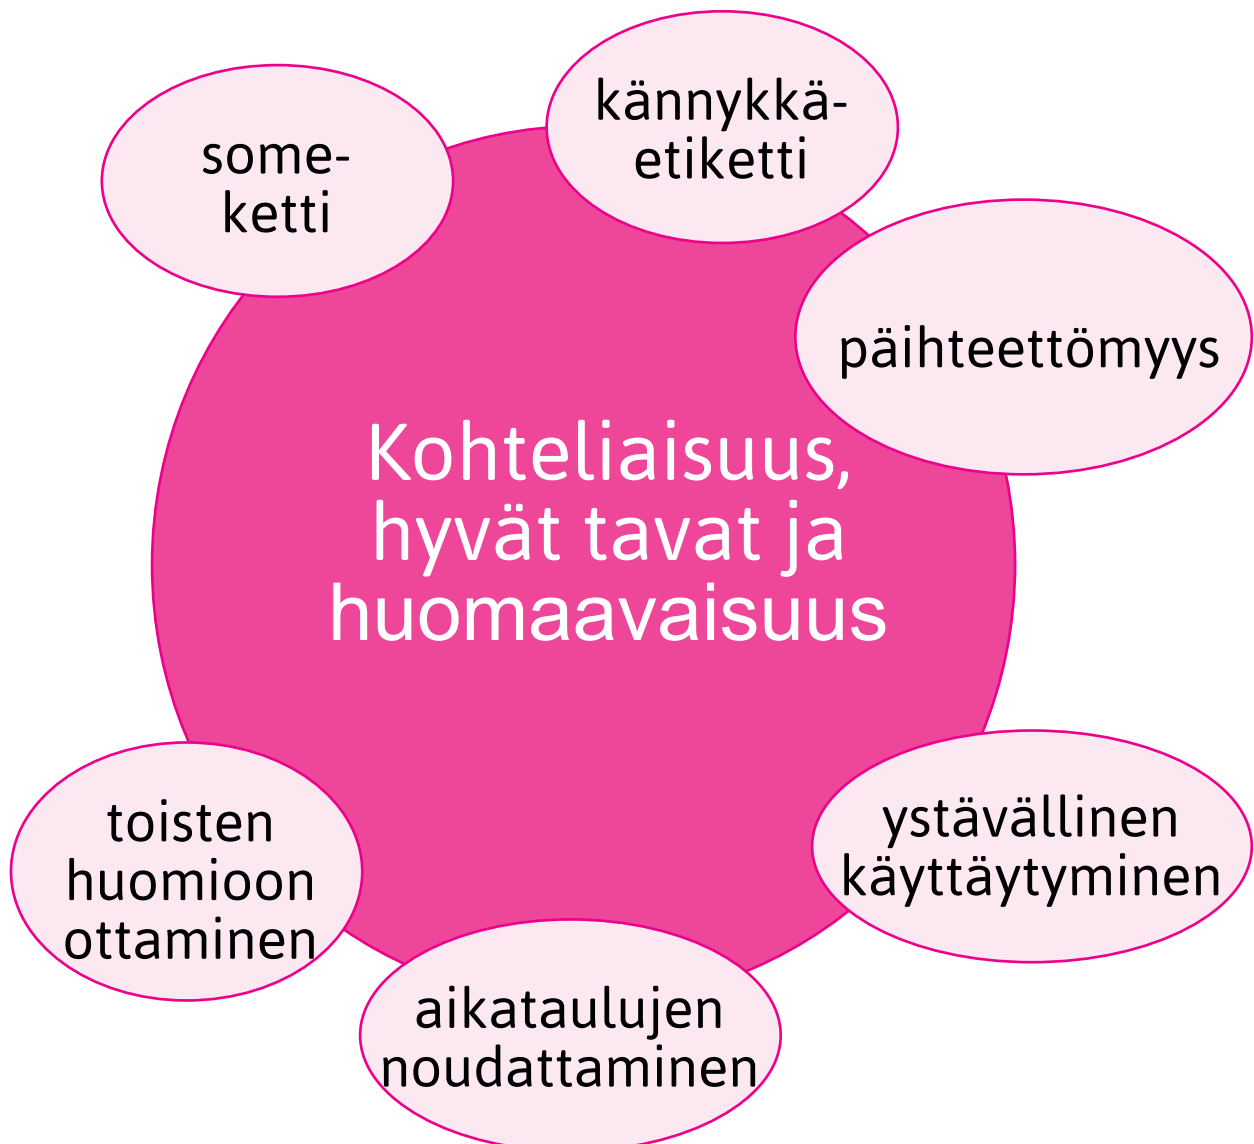 kännykkä-
etiketti
some-
ketti
päihteettömyys
Kohteliaisuus,
hyvät tavat ja
huomaavaisuus
ystävällinen
käyttäytyminen
toisten
huomioon
ottaminen
aikataulujen
noudattaminen